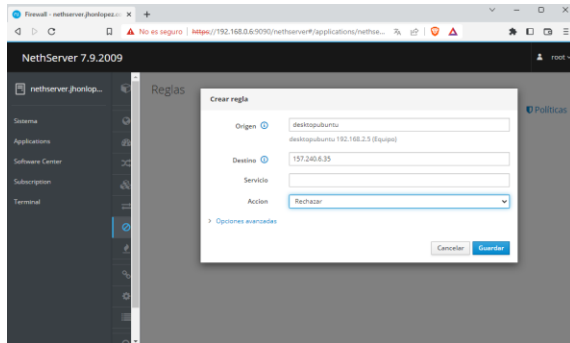 Firewall - nethserver.jhonlopez.c
No es seguro | https://192.168.0.6:9090/nethserver#/applications/nethse...
NethServer 7.9.2009
root
nethserver.jhonlop...
Sistema
Applications
Software Center
Subscription
Terminal
Reglas
Políticas
Crear regla
Origen
desktopubuntu
desktopubuntu 192.168.2.5 (Equipo)
Destino
157.240.6.35
Servicio
Accion
Rechazar
> Opciones avanzadas
Cancelar
Guardar